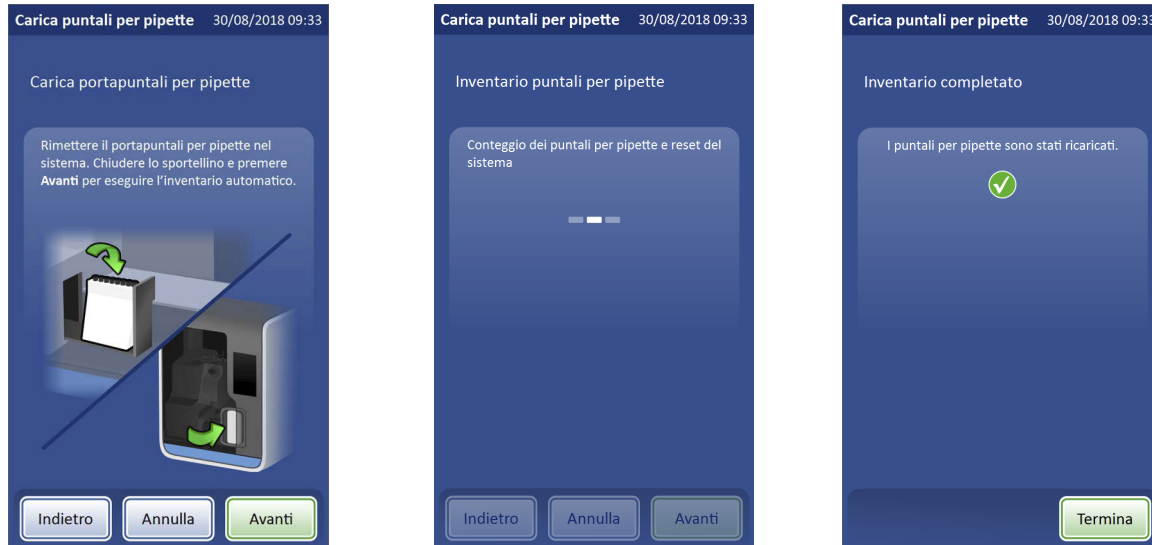 Carica puntali per pipette 30/08/2018 09:33
Carica portapuntali per pipette
Rimettere il portapuntali per pipette nel
sistema. Chiudere lo sportellino e premere
Avanti per eseguire l'inventario automatico.
Indietro Annulla Avanti
Carica puntali per pipette 30/08/2018 09:33
Inventario puntali per pipette
Conteggio dei puntali per pipette e reset del
sistema
Indietro Annulla Avanti
Carica puntali per pipette 30/08/2018 09:33
Inventario completato
I puntali per pipette sono stati ricaricati.
Termina